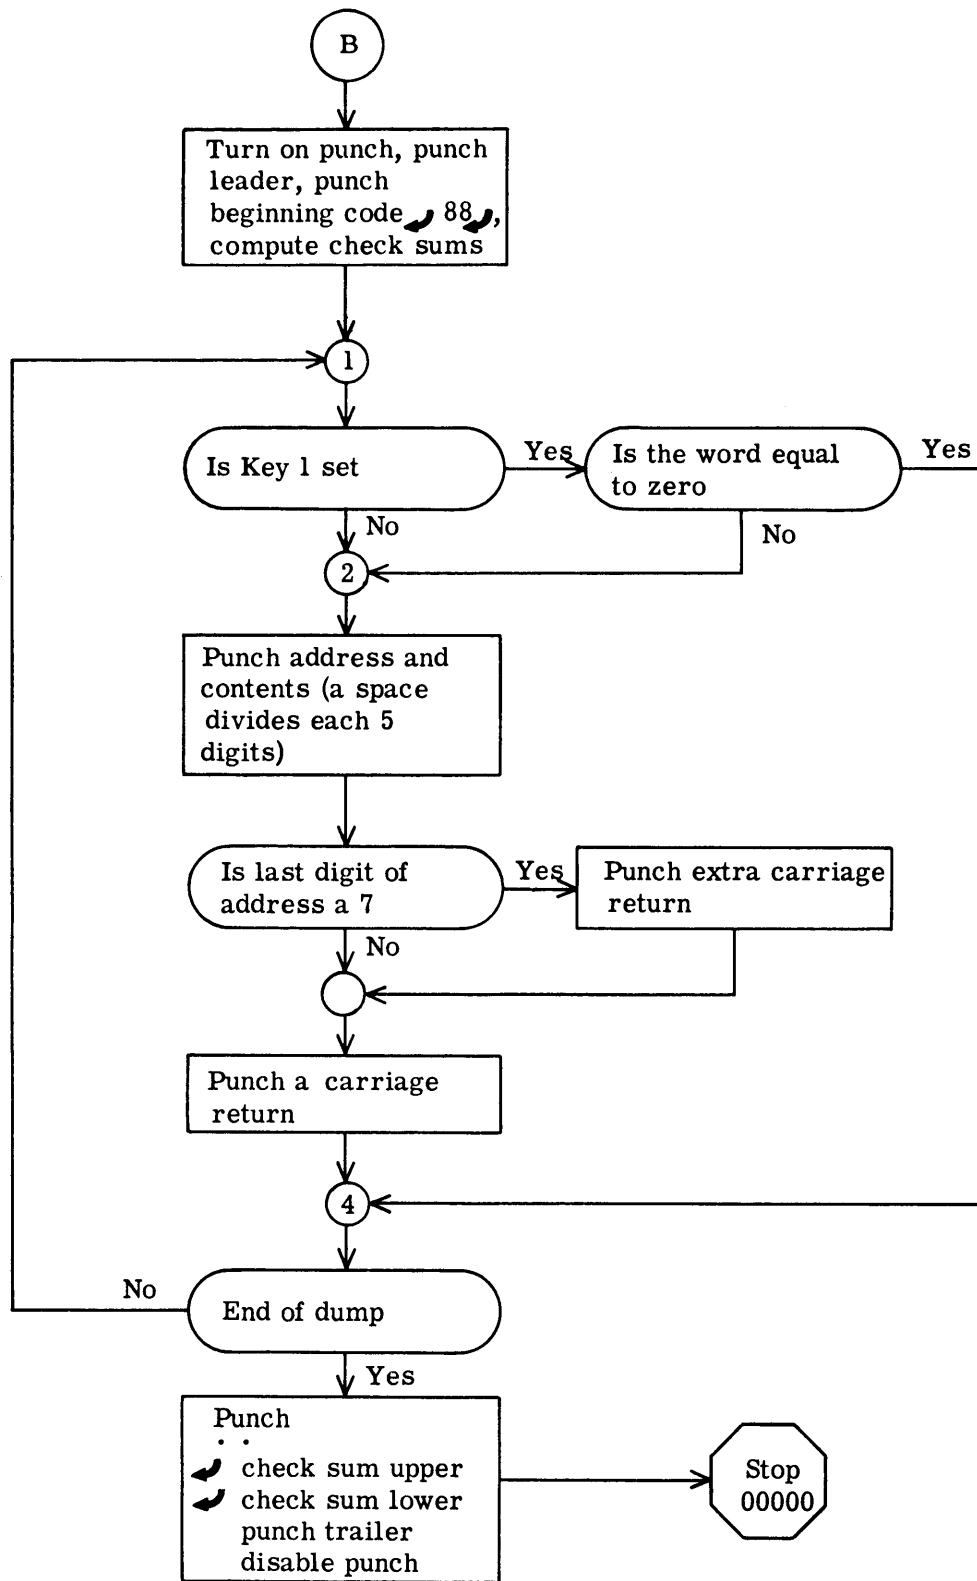 B
Turn on punch, punch
leader, punch
beginning code ⤶ 88⤶,
compute check sums
1
Is Key 1 set
Yes
Is the word equal
to zero
Yes
No
No
2
Punch address and
contents (a space
divides each 5
digits)
Is last digit of
address a 7
Yes
Punch extra carriage
return
No
Punch a carriage
return
4
No
End of dump
Yes
Punch
. .
⤶ check sum upper
⤶ check sum lower
punch trailer
disable punch
Stop
00000